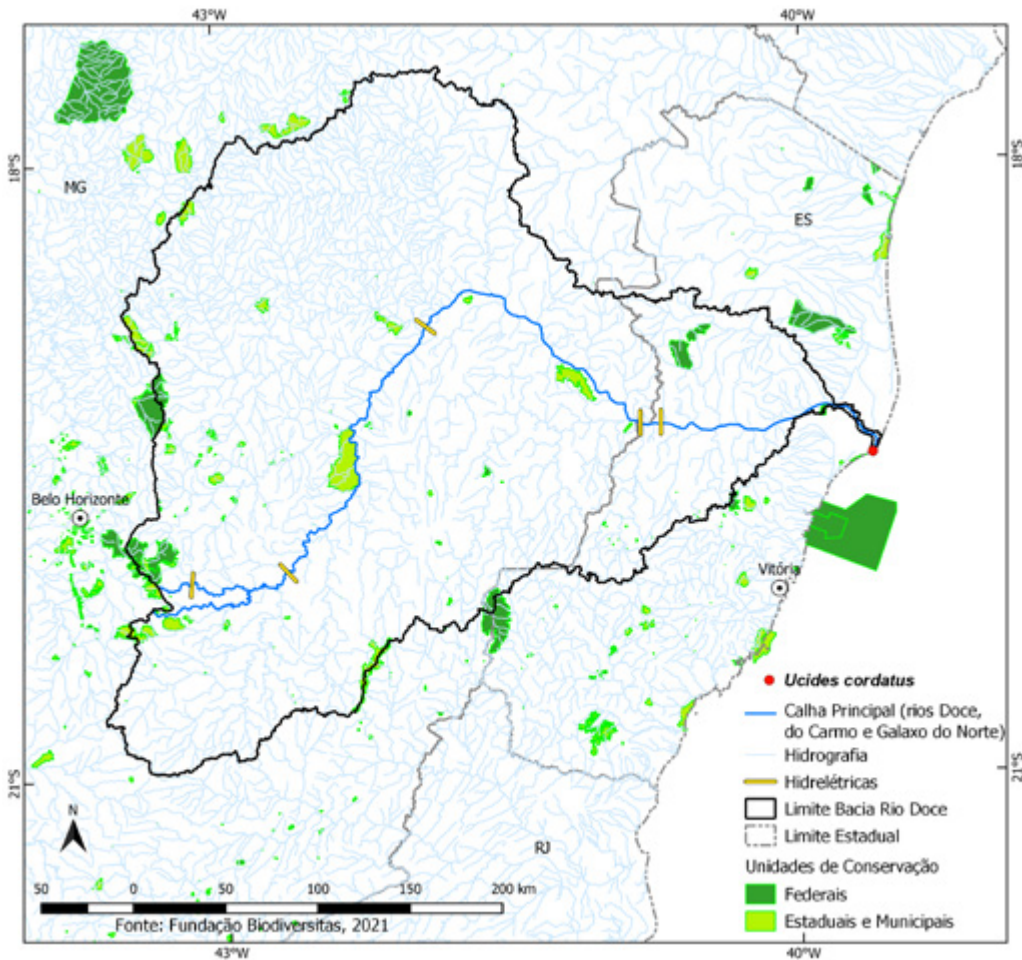 43°W
40°W
18°S
18°S
MG
ES
Belo Horizonte
Vitória
Ucides cordatus
Calha Principal (rios Doce,
do Carmo e Galaxo do Norte)
Hidrografia
Hidrelétricas
Limite Bacia Rio Doce
Limite Estadual
Unidades de Conservação
Federais
Estaduais e Municipais
21°S
21°S
N
RJ
50 0 50 100 150 200 km
Fonte: Fundação Biodiversitas, 2021
43°W
40°W